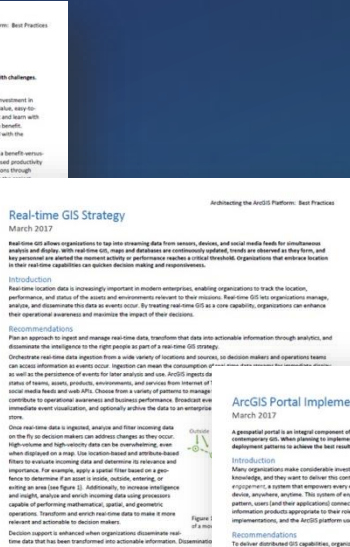 rm: Best Practices
th challenges.
nvestment in
alue, easy-to-
t and learn with
benefit.
with the
a benefit-versus-
sed productivity
ons through
Architecting the ArcGIS Platform: Best Practices
Real-time GIS Strategy
March 2017
Real-time GIS allows organizations to tap into streaming data from sensors, devices, and social media feeds for simultaneous
analysis and display. With real-time GIS, maps and databases are continuously updated, trends are observed as they form, and
key personnel are alerted the moment activity or performance reaches a critical threshold. Organizations that embrace location
in their real-time capabilities can quicken decision making and responsiveness.
Introduction
Real-time location data is increasingly important in modern enterprises, enabling organizations to track the location,
performance, and status of the assets and environments relevant to their missions. Real-time GIS lets organizations manage,
analyze, and disseminate this data as events occur. By treating real-time GIS as a core capability, organizations can enhance
their operational awareness and maximize the impact of their decisions.
Recommendations
Plan an approach to ingest and manage real-time data, transform that data into actionable information through analytics, and
disseminate the intelligence to the right people as part of a real-time GIS strategy.
Orchestrate real-time data ingestion from a wide variety of locations and sources, so decision makers and operations teams
can access information as events occur. Ingestion can mean the consumption of real-time data streams for immediate display
as well as the persistence of events for later analysis and use. ArcGIS ingests da
status of teams, assets, products, environments, and services from Internet of T
social media feeds and web APIs. Choose from a variety of patterns to manage
contribute to operational awareness and business performance. Broadcast eve
immediate event visualization, and optionally archive the data to an enterprise
store.
Once real-time data is ingested, analyze and filter incoming data
on the fly so decision makers can address changes as they occur.
High-volume and high-velocity data can be overwhelming, even
when displayed on a map. Use location-based and attribute-based
filters to evaluate incoming data and determine its relevance and
importance. For example, apply a spatial filter based on a geo-
fence to determine if an asset is inside, outside, entering, or
exiting an area (see figure 1). Additionally, to increase intelligence
and insight, analyze and enrich incoming data using processors
capable of performing mathematical, spatial, and geometric
operations. Transform and enrich real-time data to make it more
relevant and actionable to decision makers.
Outside
Figure 1
of a mov
Decision support is enhanced when organizations disseminate real-
time data that has been transformed into actionable information. Disseminatio
ArcGIS Portal Impleme
March 2017
A geospatial portal is an integral component of
contemporary GIS. When planning to implemen
to achieve the best result
Introduction
Many organizations make considerable invest
knowledge, and they want to deliver this cont
engagement, a system that empowers every u
device, anywhere, anytime. This system of eng
pattern, users (and their applications) connec
information products appropriate to their role
implementations, and the ArcGIS platform us
Recommendations
To deliver distributed GIS capabilities, organiz
deployment patterns to achieve the best resul